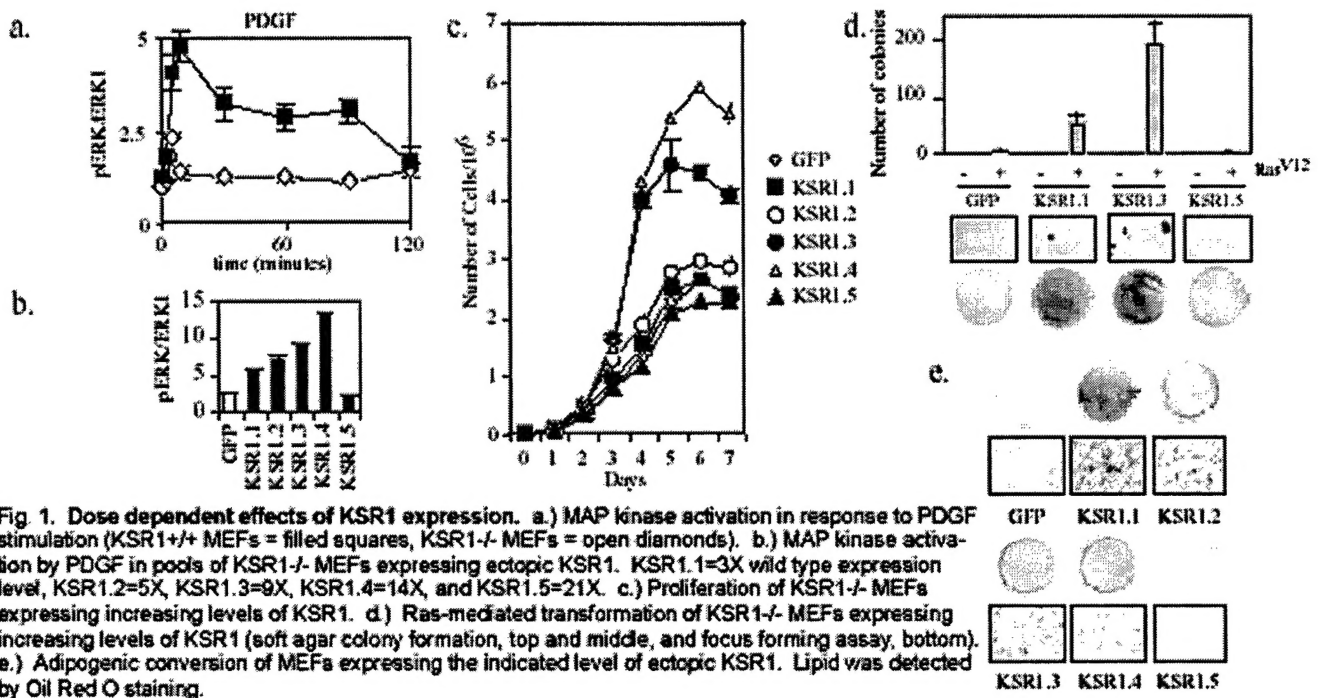 a.
PDGF
pERK.ERK1
5
2.5
0
0
60
120
time (minutes)
b.
pERK/ERK1
15
10
5
0
GFP
KSR1.1
KSR1.2
KSR1.3
KSR1.4
KSR1.5
c.
Number of Cells/10^6
7
6
5
4
3
2
1
0
0 1 2 3 4 5 6 7
Days
GFP
KSR1.1
KSR1.2
KSR1.3
KSR1.4
KSR1.5
d.
Number of colonies
200
100
0
- + - + - + - + RasV12
GFP KSR1.1 KSR1.3 KSR1.5
e.
GFP KSR1.1 KSR1.2
KSR1.3 KSR1.4 KSR1.5
Fig. 1. Dose dependent effects of KSR1 expression. a.) MAP kinase activation in response to PDGF
stimulation (KSR1+/+ MEFs = filled squares, KSR1-/- MEFs = open diamonds). b.) MAP kinase activa-
tion by PDGF in pools of KSR1-/- MEFs expressing ectopic KSR1. KSR1.1=3X wild type expression
level, KSR1.2=5X, KSR1.3=9X, KSR1.4=14X, and KSR1.5=21X. c.) Proliferation of KSR1-/- MEFs
expressing increasing levels of KSR1. d.) Ras-mediated transformation of KSR1-/- MEFs expressing
increasing levels of KSR1 (soft agar colony formation, top and middle, and focus forming assay, bottom).
e.) Adipogenic conversion of MEFs expressing the indicated level of ectopic KSR1. Lipid was detected
by Oil Red O staining.